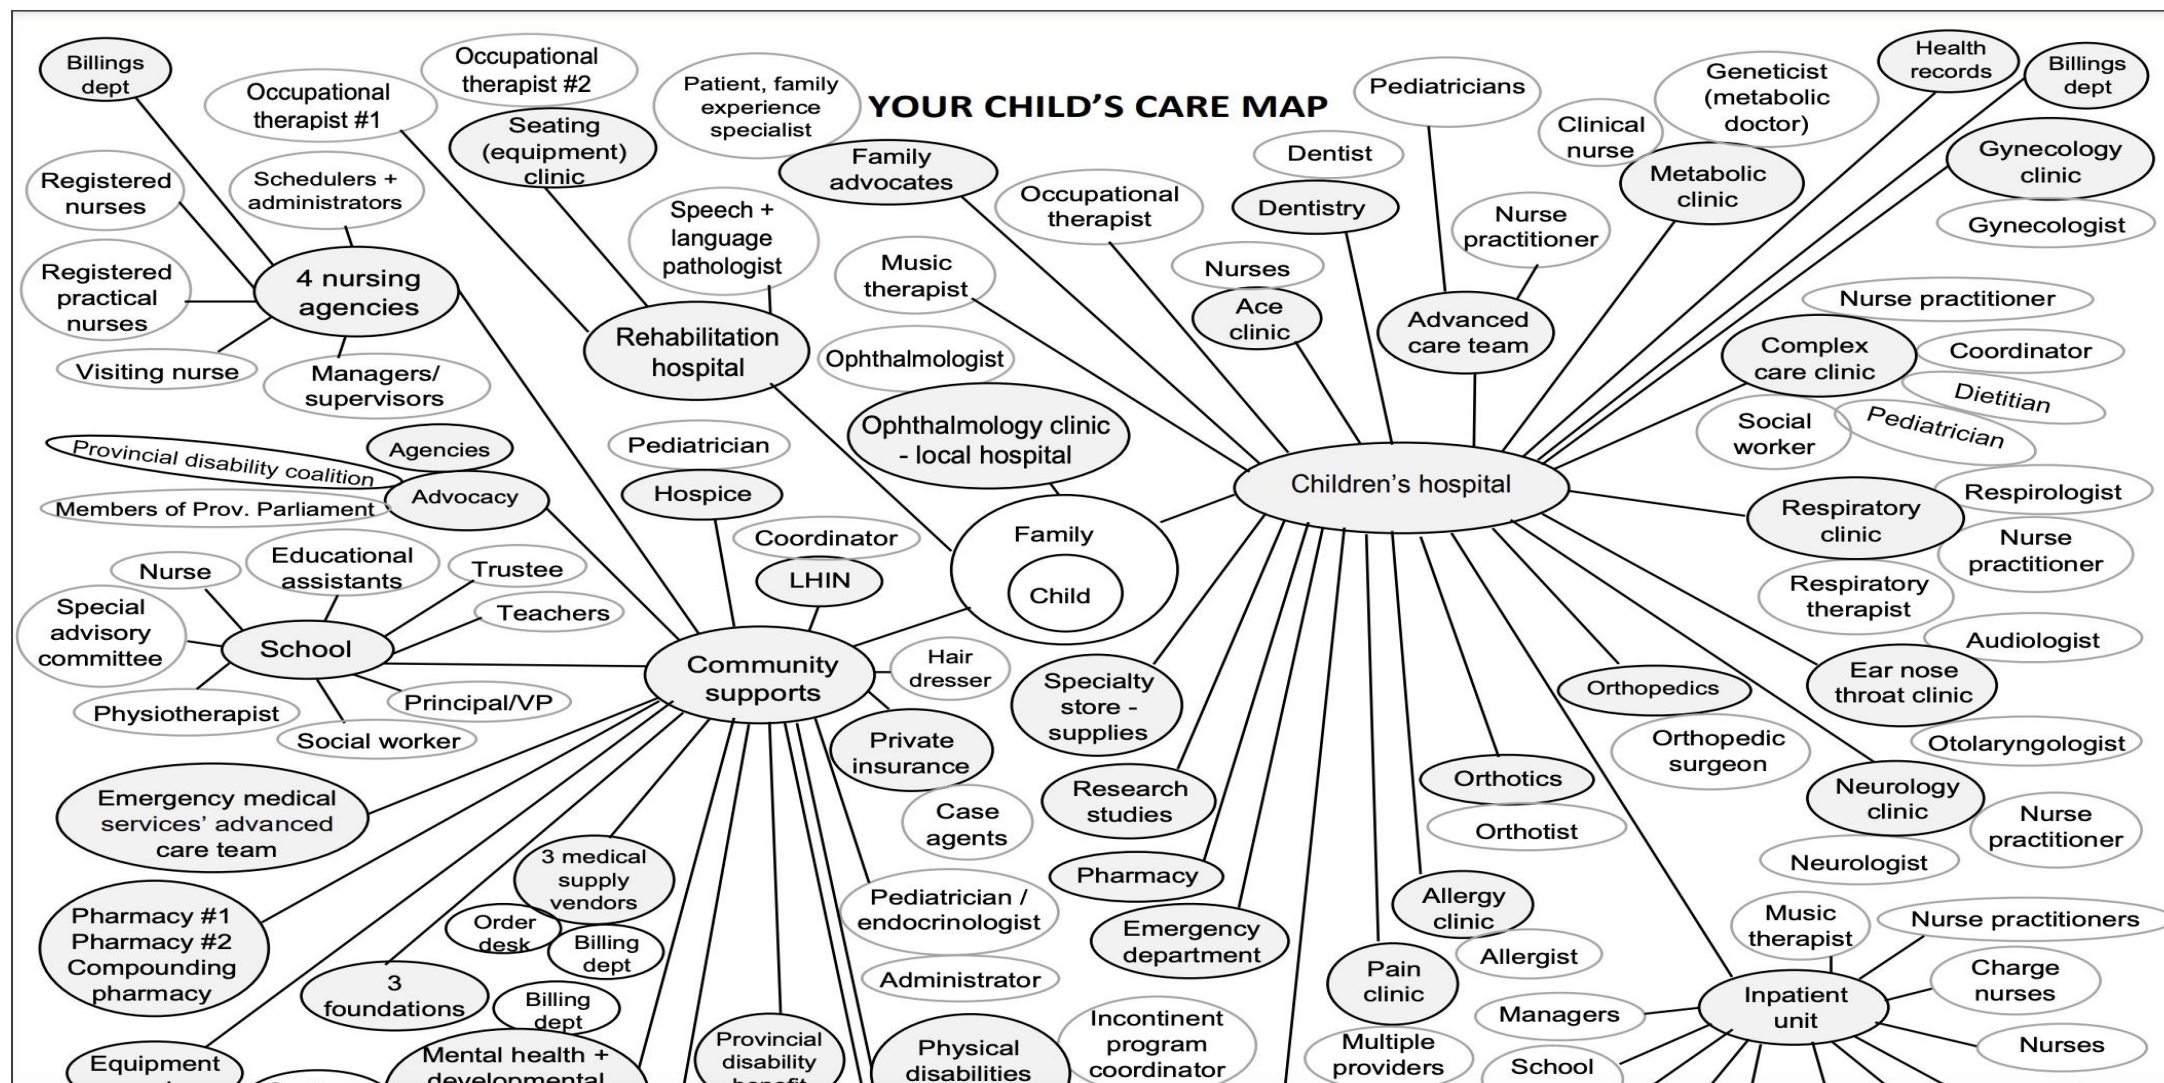 YOUR CHILD'S CARE MAP
Billings
dept
Occupational
therapist #1
Occupational
therapist #2
Seating
(equipment)
clinic
Patient, family
experience
specialist
Family
advocates
Registered
nurses
Schedulers +
administrators
4 nursing
agencies
Registered
practical
nurses
Visiting nurse
Managers/
supervisors
Speech +
language
pathologist
Rehabilitation
hospital
Music
therapist
Ophthalmologist
Ophthalmology clinic
- local hospital
Occupational
therapist
Dentist
Dentistry
Nurses
Ace
clinic
Pediatricians
Nurse
practitioner
Advanced
care team
Clinical
nurse
Geneticist
(metabolic
doctor)
Metabolic
clinic
Health
records
Billings
dept
Gynecology
clinic
Gynecologist
Nurse practitioner
Complex
care clinic
Coordinator
Dietitian
Pediatrician
Social
worker
Children's hospital
Respiratory
clinic
Respirologist
Nurse
practitioner
Respiratory
therapist
Audiologist
Ear nose
throat clinic
Otolaryngologist
Provincial disability coalition
Agencies
Advocacy
Members of Prov. Parliament
Pediatrician
Hospice
Coordinator
LHIN
Family
Child
Nurse
Educational
assistants
Trustee
Teachers
Special
advisory
committee
School
Physiotherapist
Principal/VP
Social worker
Community
supports
Hair
dresser
Private
insurance
Case
agents
Specialty
store -
supplies
Research
studies
Pharmacy
Emergency
department
Orthopedics
Orthopedic
surgeon
Orthotics
Orthotist
Neurology
clinic
Nurse
practitioner
Neurologist
Allergy
clinic
Allergist
Pain
clinic
Multiple
providers
Emergency medical
services' advanced
care team
Pharmacy #1
Pharmacy #2
Compounding
pharmacy
3 medical
supply
vendors
Order
desk
Billing
dept
3
foundations
Billing
dept
Mental health +
developmental
Equipment
Provincial
disability
benefit
Pediatrician /
endocrinologist
Administrator
Physical
disabilities
Incontinent
program
coordinator
Music
therapist
Nurse practitioners
Charge
nurses
Inpatient
unit
Managers
School
Nurses